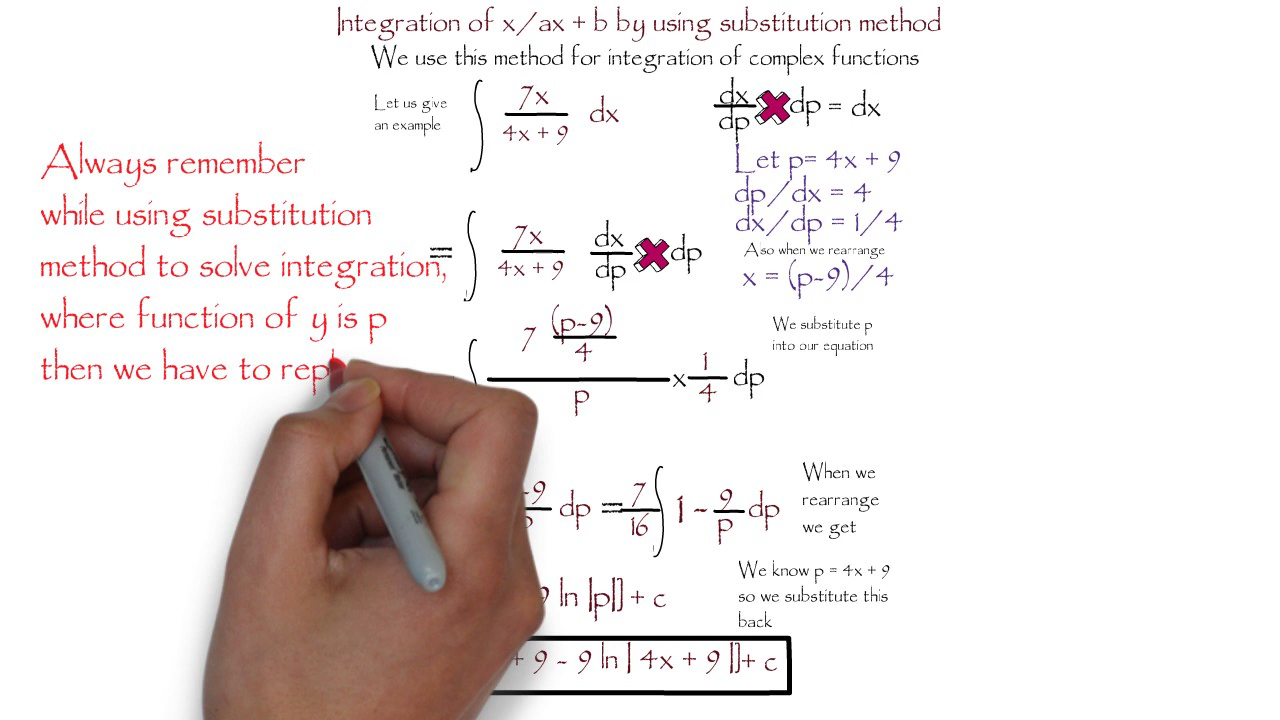 Integration of x/ax + b by using substitution method
We use this method for integration of complex functions
Let us give
an example
∫ 7x / 4x + 9 dx
dx/dp × dp = dx
Let p= 4x + 9
dp/dx = 4
dx/dp = 1/4
Aso when we rearrange
x = (p-9)/4
Always remember
while using substitution
method to solve integration,
where function of y is p
then we have to rep
= ∫ 7x / 4x + 9 dx/dp × dp
We substitute p
into our equation
∫ 7 (p-9)/4 / p x 1/4 dp
-9 dp = 7/16 ∫ 1 - 9/p dp
When we
rearrange
we get
ln |p|] + c
We know p = 4x + 9
so we substitute this
back
+ 9 - 9 ln | 4x + 9 |]+ c